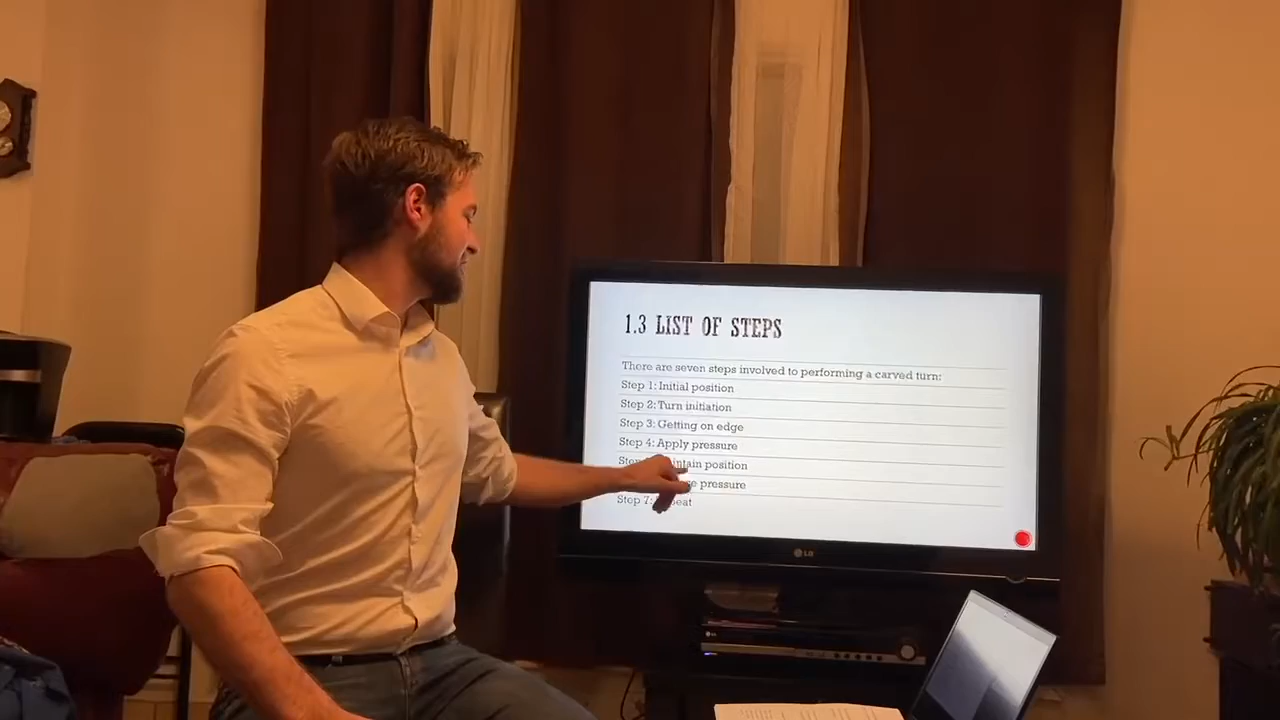 1.3 LIST OF STEPS
There are seven steps involved to performing a carved turn:
Step 1: Initial position
Step 2: Turn initiation
Step 3: Getting on edge
Step 4: Apply pressure
position
pressure
Step 7:
LG